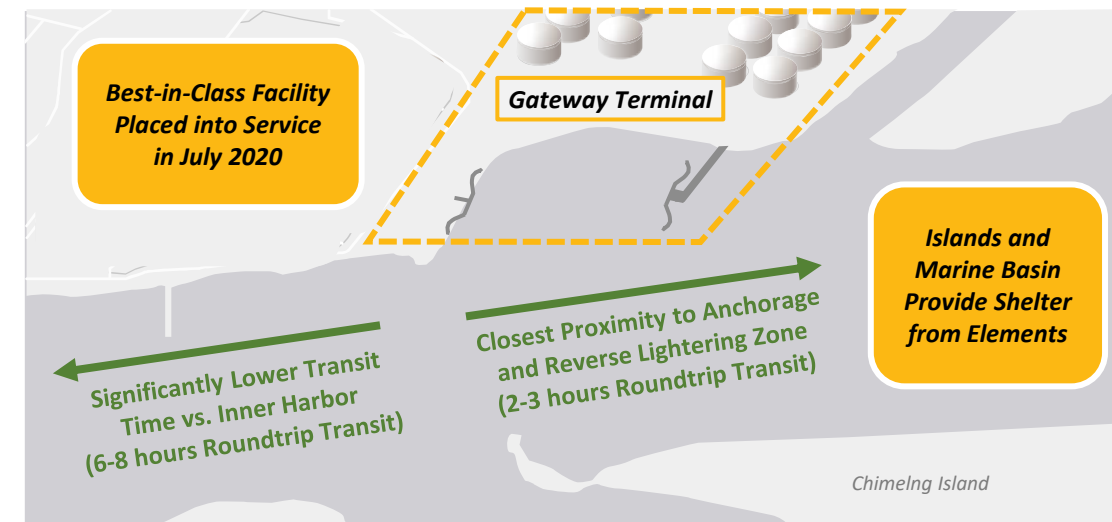 Best-in-Class Facility
Placed into Service
in July 2020
Gateway Terminal
Islands and
Marine Basin
Provide Shelter
from Elements
Significantly Lower Transit
Time vs. Inner Harbor
(6-8 hours Roundtrip Transit)
Closest Proximity to Anchorage
and Reverse Lightering Zone
(2-3 hours Roundtrip Transit)
Chimelng Island